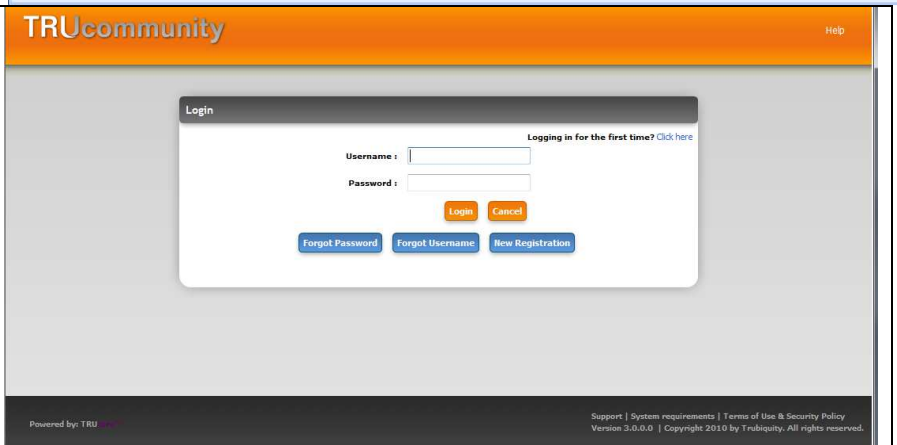 TRUcommunity
Help
Login
Logging in for the first time? Click here
Username :
Password :
Login Cancel
Forgot Password Forgot Username New Registration
Powered by: TRU
Support | System requirements | Terms of Use & Security Policy
Version 3.0.0.0 | Copyright 2010 by Trubiquity. All rights reserved.